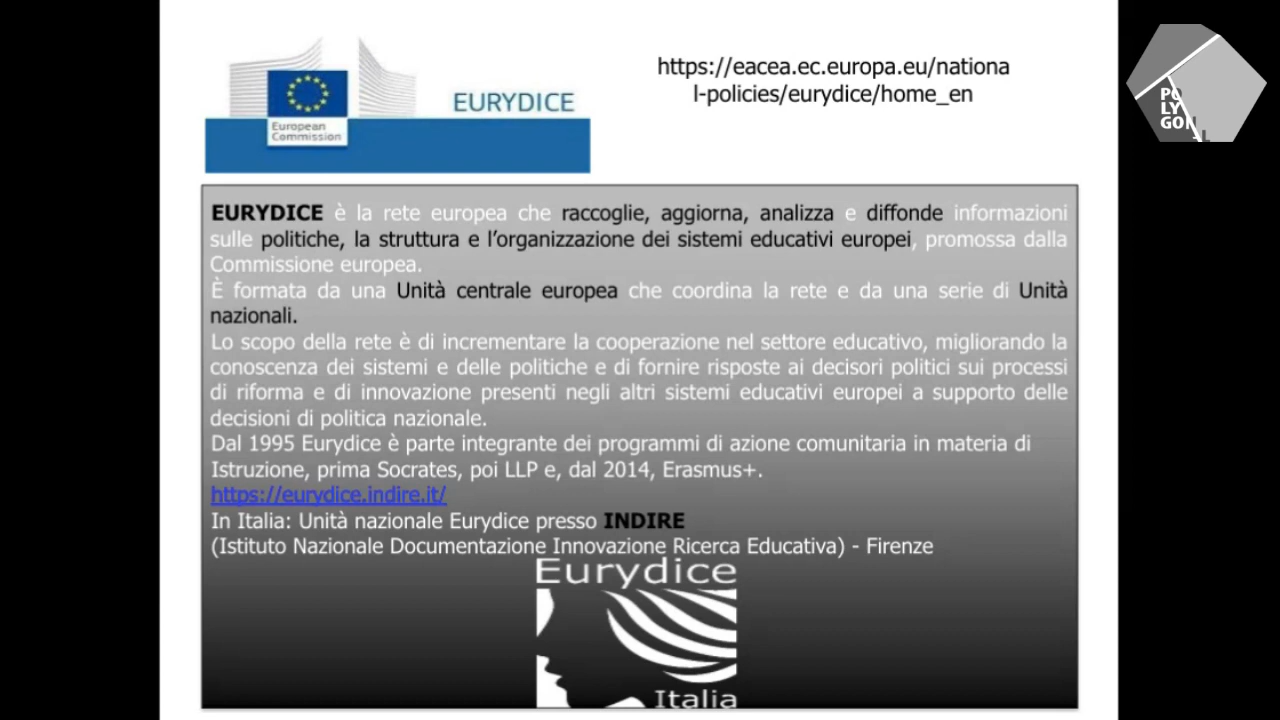 EURYDICE
European
Commission
https://eacea.ec.europa.eu/nationa
l-policies/eurydice/home_en
PO
LY
GON
EURYDICE è la rete europea che raccoglie, aggiorna, analizza e diffonde informazioni
sulle politiche, la struttura e l’organizzazione dei sistemi educativi europei, promossa dalla
Commissione europea.
È formata da una Unità centrale europea che coordina la rete e da una serie di Unità
nazionali.
Lo scopo della rete è di incrementare la cooperazione nel settore educativo, migliorando la
conoscenza dei sistemi e delle politiche e di fornire risposte ai decisori politici sui processi
di riforma e di innovazione presenti negli altri sistemi educativi europei a supporto delle
decisioni di politica nazionale.
Dal 1995 Eurydice è parte integrante dei programmi di azione comunitaria in materia di
Istruzione, prima Socrates, poi LLP e, dal 2014, Erasmus+.
https://eurydice.indire.it/
In Italia: Unità nazionale Eurydice presso INDIRE
(Istituto Nazionale Documentazione Innovazione Ricerca Educativa) - Firenze
Eurydice
Italia